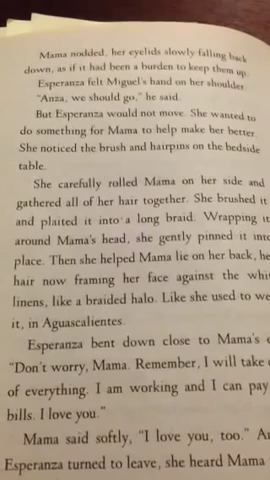 Mama nodded, her eyelids slowly falling back
down, as if it had been a burden to keep them up.
Esperanza felt Miguel's hand on her shoulder.
"Anza, we should go," he said.
But Esperanza would not move. She wanted to
do something for Mama to help make her better.
She noticed the brush and hairpins on the bedside
table.
She carefully rolled Mama on her side and
gathered all of her hair together. She brushed it
and plaited it into a long braid. Wrapping it
around Mama's head, she gently pinned it into
place. Then she helped Mama lie on her back, he
hair now framing her face against the whi
linens, like a braided halo. Like she used to we
it, in Aguascalientes.
Esperanza bent down close to Mama's e
"Don't worry, Mama. Remember, I will take
of everything. I am working and I can pay
bills. I love you."
Mama said softly, "I love you, too."
Esperanza turned to leave, she heard Mama